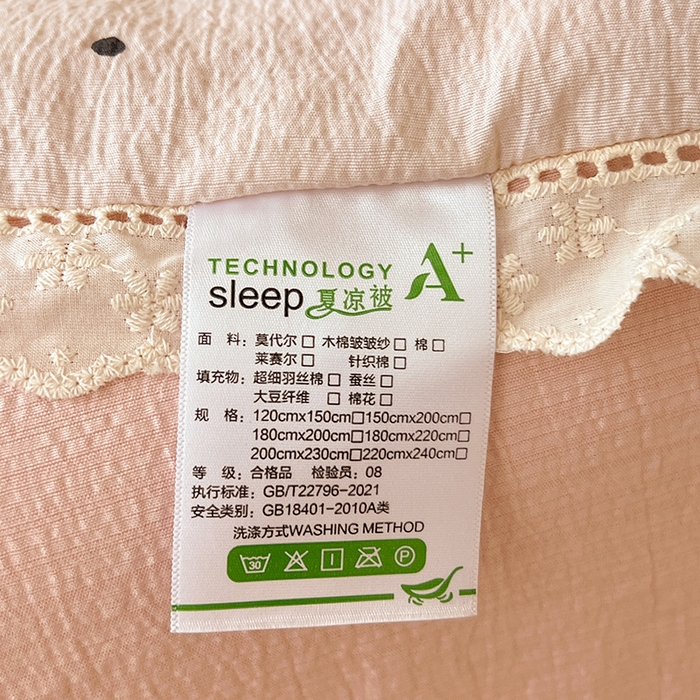 TECHNOLOGY A+
sleep 夏凉被
面 料：莫代尔□ 木棉皱皱纱□ 棉□
莱赛尔□ 针织棉□
填充物：超细羽丝棉□ 蚕丝□
大豆纤维 □ 棉花□
规 格：120cmx150cm□150cmx200cm□
180cmx200cm□180cmx220cm□
200cmx230cm□220cmx240cm□
等 级：合格品 检验员：08
执行标准：GB/T22796-2021
安全类别：GB18401-2010A类
洗涤方式WASHING METHOD
30 P